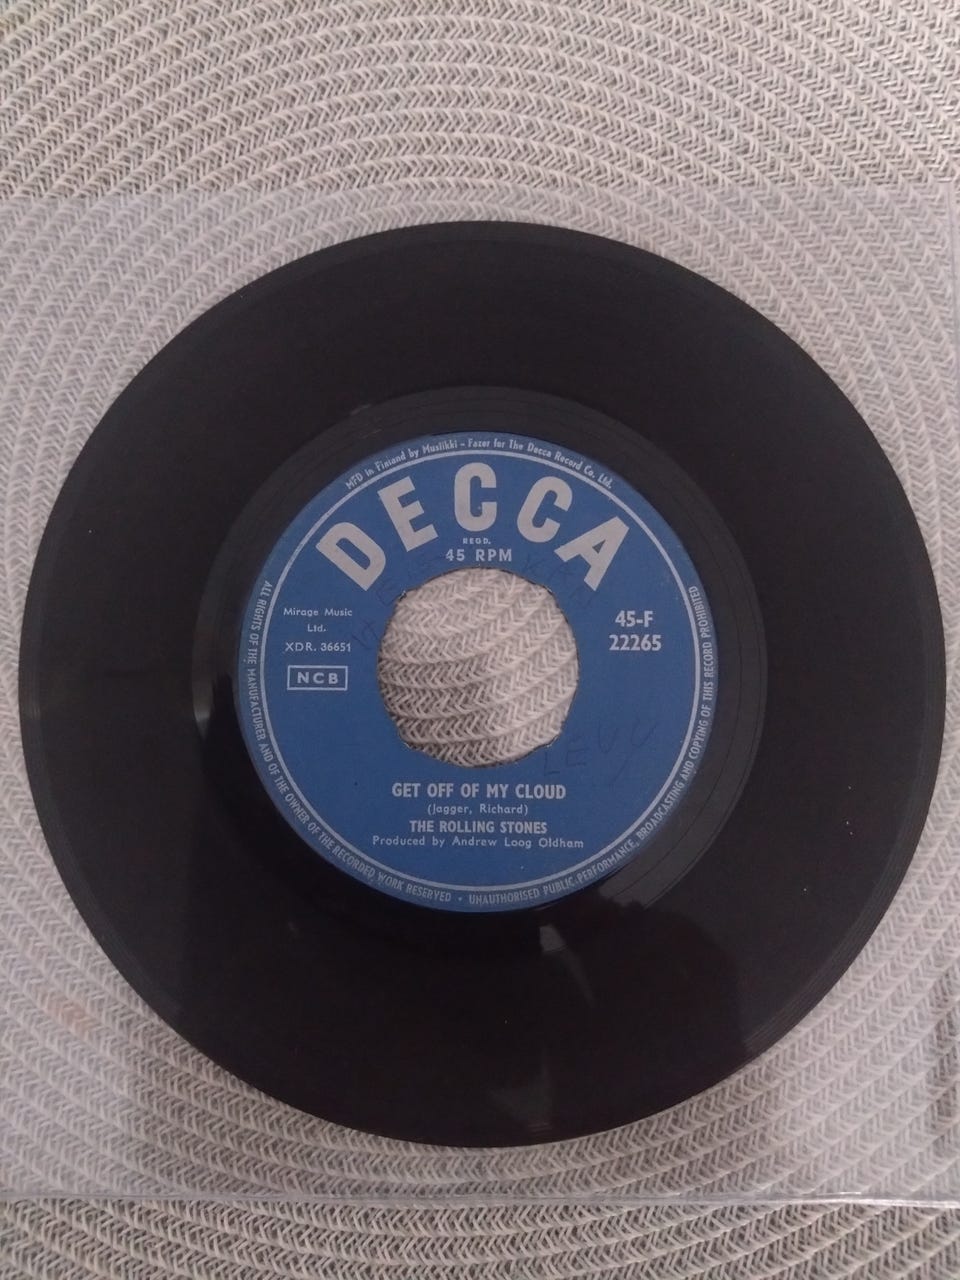 MFD in Finland by Musiikki - Fazer for The Decca Record Co. Ltd.
DECCA
REGD.
45 RPM
Mirage Music
Ltd.
XDR. 36651
NCB
45-F
22265
GET OFF OF MY CLOUD
(Jagger, Richard)
THE ROLLING STONES
Produced by Andrew Loog Oldham
ALL RIGHTS OF THE MANUFACTURER AND OF THE OWNER OF THE RECORDED WORK RESERVED • UNAUTHORISED PUBLIC PERFORMANCE, BROADCASTING AND COPYING OF THIS RECORD PROHIBITED